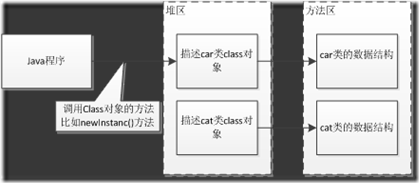 堆区
方法区
Java程序
描述car类class对
象
car类的数据结构
调用Class对象的方法
比如newInstanc()方法
描述cat类class对
象
cat类的数据结构